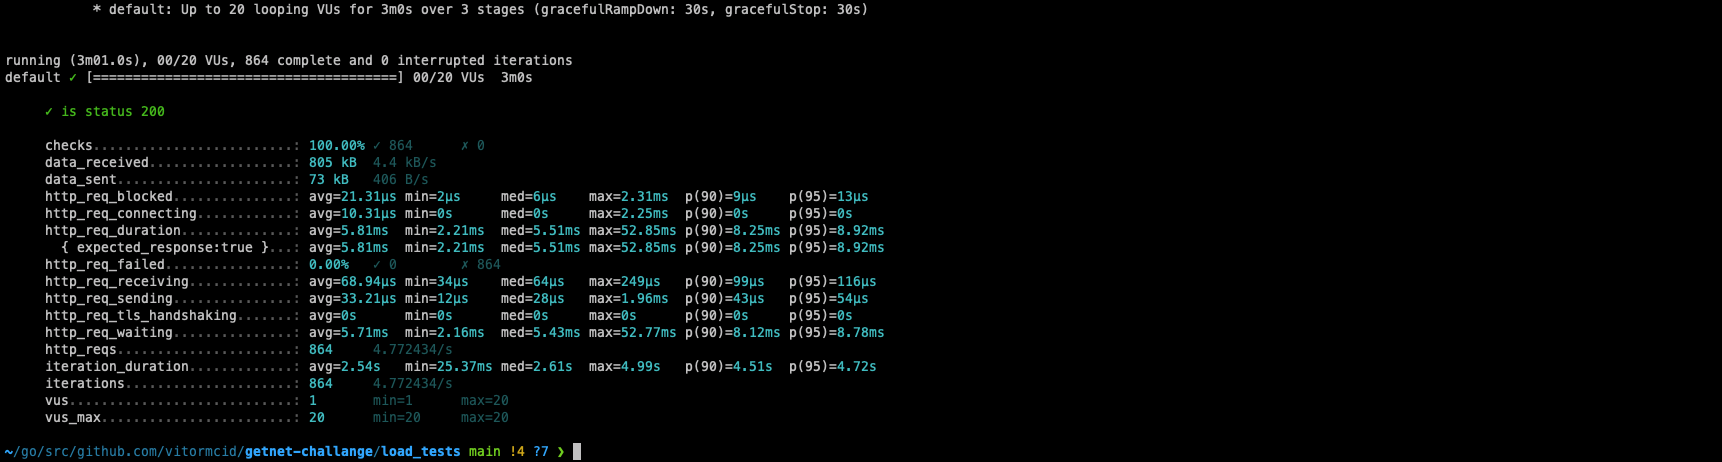 * default: Up to 20 looping VUs for 3m0s over 3 stages (gracefulRampDown: 30s, gracefulStop: 30s)
running (3m01.0s), 00/20 VUs, 864 complete and 0 interrupted iterations
default ✓ [======================================] 00/20 VUs  3m0s
✓ is status 200
checks.........................: 100.00% ✓ 864      ✗ 0
data_received..................: 805 kB  4.4 kB/s
data_sent......................: 73 kB   406 B/s
http_req_blocked...............: avg=21.31µs min=2µs     med=6µs    max=2.31ms  p(90)=9µs    p(95)=13µs
http_req_connecting............: avg=10.31µs min=0s      med=0s     max=2.25ms  p(90)=0s     p(95)=0s
http_req_duration..............: avg=5.81ms  min=2.21ms  med=5.51ms max=52.85ms p(90)=8.25ms p(95)=8.92ms
{ expected_response:true }...: avg=5.81ms  min=2.21ms  med=5.51ms max=52.85ms p(90)=8.25ms p(95)=8.92ms
http_req_failed................: 0.00%   ✓ 0        ✗ 864
http_req_receiving.............: avg=68.94µs min=34µs    med=64µs   max=249µs   p(90)=99µs   p(95)=116µs
http_req_sending...............: avg=33.21µs min=12µs    med=28µs   max=1.96ms  p(90)=43µs   p(95)=54µs
http_req_tls_handshaking.......: avg=0s      min=0s      med=0s     max=0s      p(90)=0s     p(95)=0s
http_req_waiting...............: avg=5.71ms  min=2.16ms  med=5.43ms max=52.77ms p(90)=8.12ms p(95)=8.78ms
http_reqs......................: 864     4.772434/s
iteration_duration.............: avg=2.54s   min=25.37ms med=2.61s  max=4.99s   p(90)=4.51s  p(95)=4.72s
iterations.....................: 864     4.772434/s
vus............................: 1       min=1      max=20
vus_max........................: 20      min=20     max=20
~/go/src/github.com/vitormcid/getnet-challange/load_tests main !4 ?7 ❯